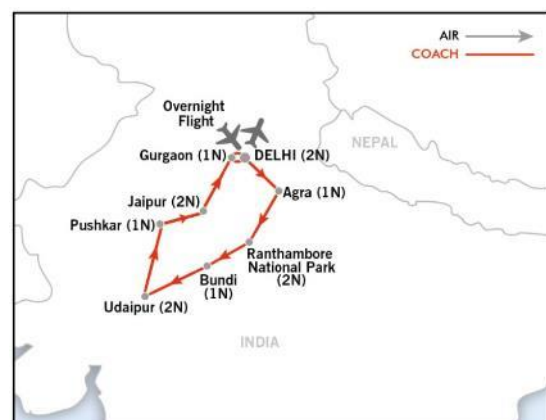 AIR
COACH
Overnight
Flight
NEPAL
Gurgaon (1N)
DELHI (2N)
Agra (1N)
Jaipur (2N)
Pushkar (1N)
Ranthambore
National Park
(2N)
Bundi
(1N)
Udaipur (2N)
INDIA